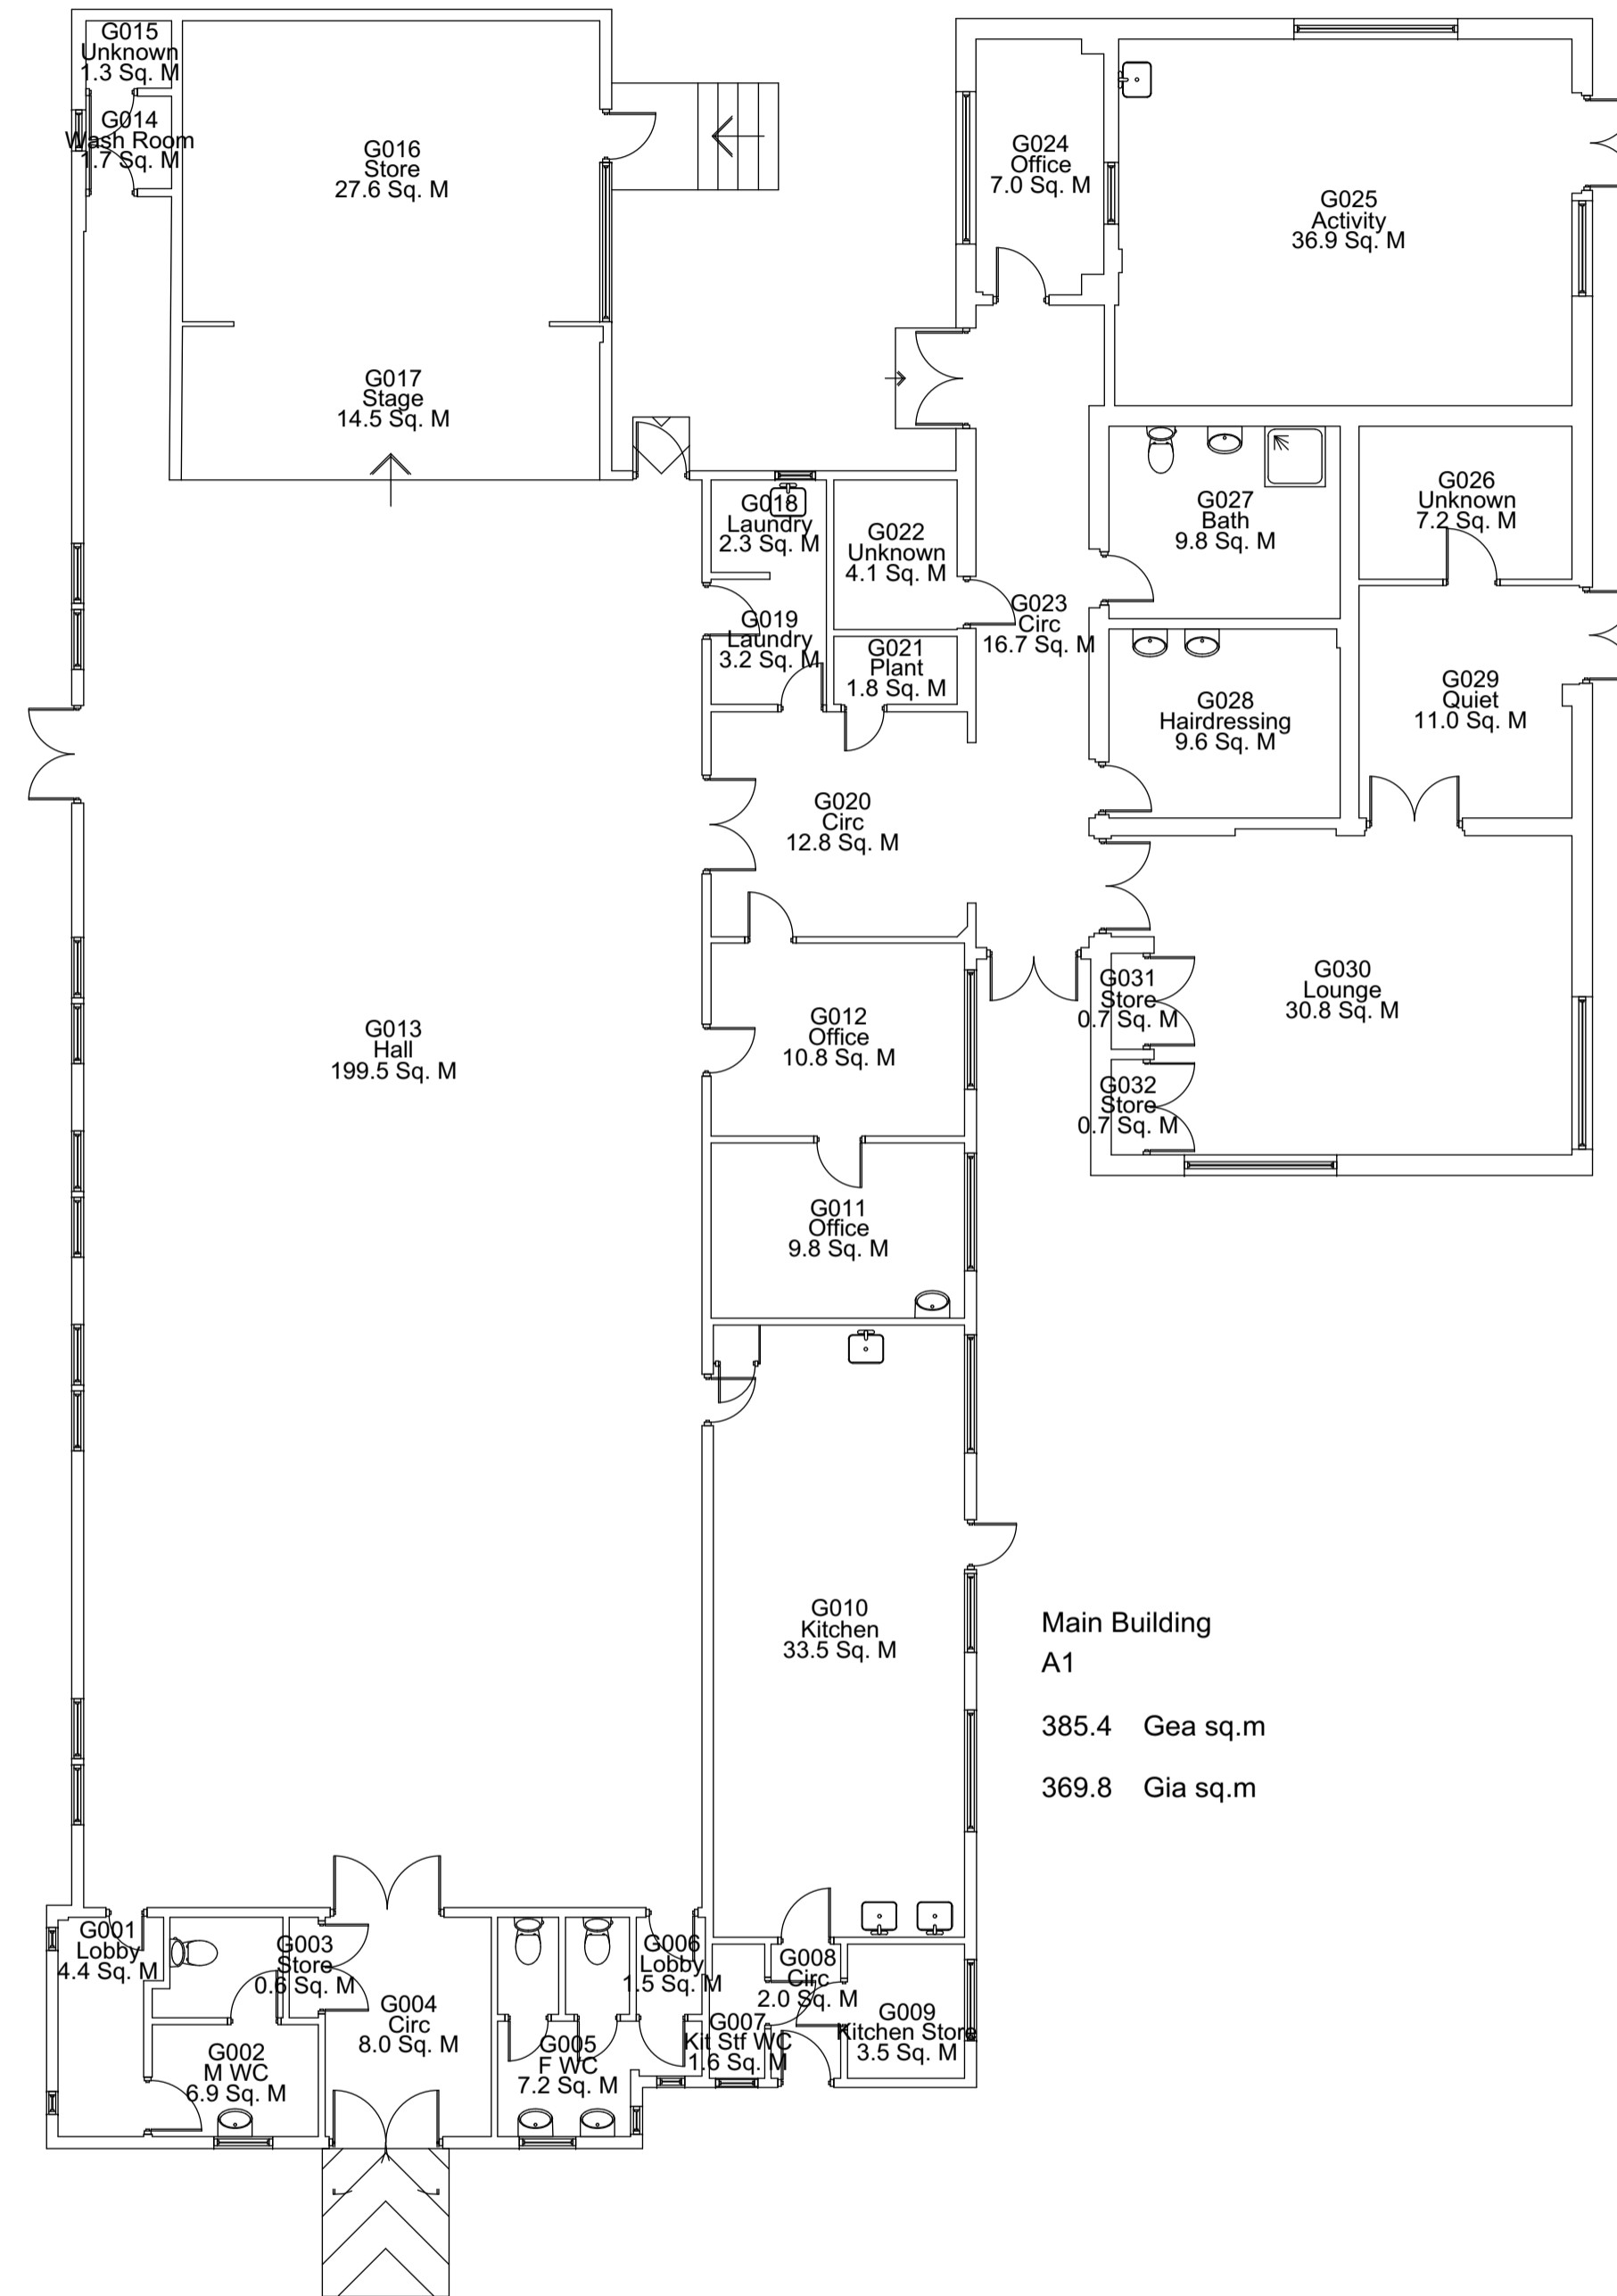 G015
Unknown
1.3 Sq. M
G014
Wash Room
1.7 Sq. M
G016
Store
27.6 Sq. M
G024
Office
7.0 Sq. M
G025
Activity
36.9 Sq. M
G017
Stage
14.5 Sq. M
G018
Laundry
2.3 Sq. M
G022
Unknown
4.1 Sq. M
G027
Bath
9.8 Sq. M
G026
Unknown
7.2 Sq. M
G019
Laundry
3.2 Sq. M
G021
Plant
1.8 Sq. M
G023
Circ
16.7 Sq. M
G028
Hairdressing
9.6 Sq. M
G029
Quiet
11.0 Sq. M
G020
Circ
12.8 Sq. M
G013
Hall
199.5 Sq. M
G012
Office
10.8 Sq. M
G031
Store
0.7 Sq. M
G030
Lounge
30.8 Sq. M
G032
Store
0.7 Sq. M
G011
Office
9.8 Sq. M
G010
Kitchen
33.5 Sq. M
Main Building
A1
385.4 Gea sq.m
369.8 Gia sq.m
G001
Lobby
4.4 Sq. M
G003
Store
0.6 Sq. M
G002
M WC
6.9 Sq. M
G004
Circ
8.0 Sq. M
G005
F WC
7.2 Sq. M
G006
Lobby
1.5 Sq. M
G007
Kit Stf WC
1.6 Sq. M
G008
Circ
2.0 Sq. M
G009
Kitchen Store
3.5 Sq. M